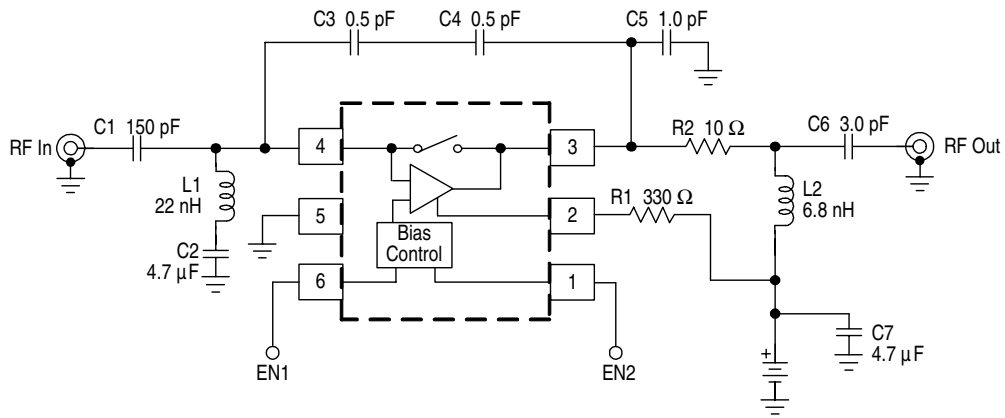 C3 0.5 pF
C4 0.5 pF
C5 1.0 pF
RF In
C1 150 pF
4
3
R2 10 Ω
C6 3.0 pF
RF Out
L1
22 nH
L2
6.8 nH
5
2
R1 330 Ω
C2
4.7 µF
Bias
Control
6
1
EN1
EN2
+
C7
4.7 µF